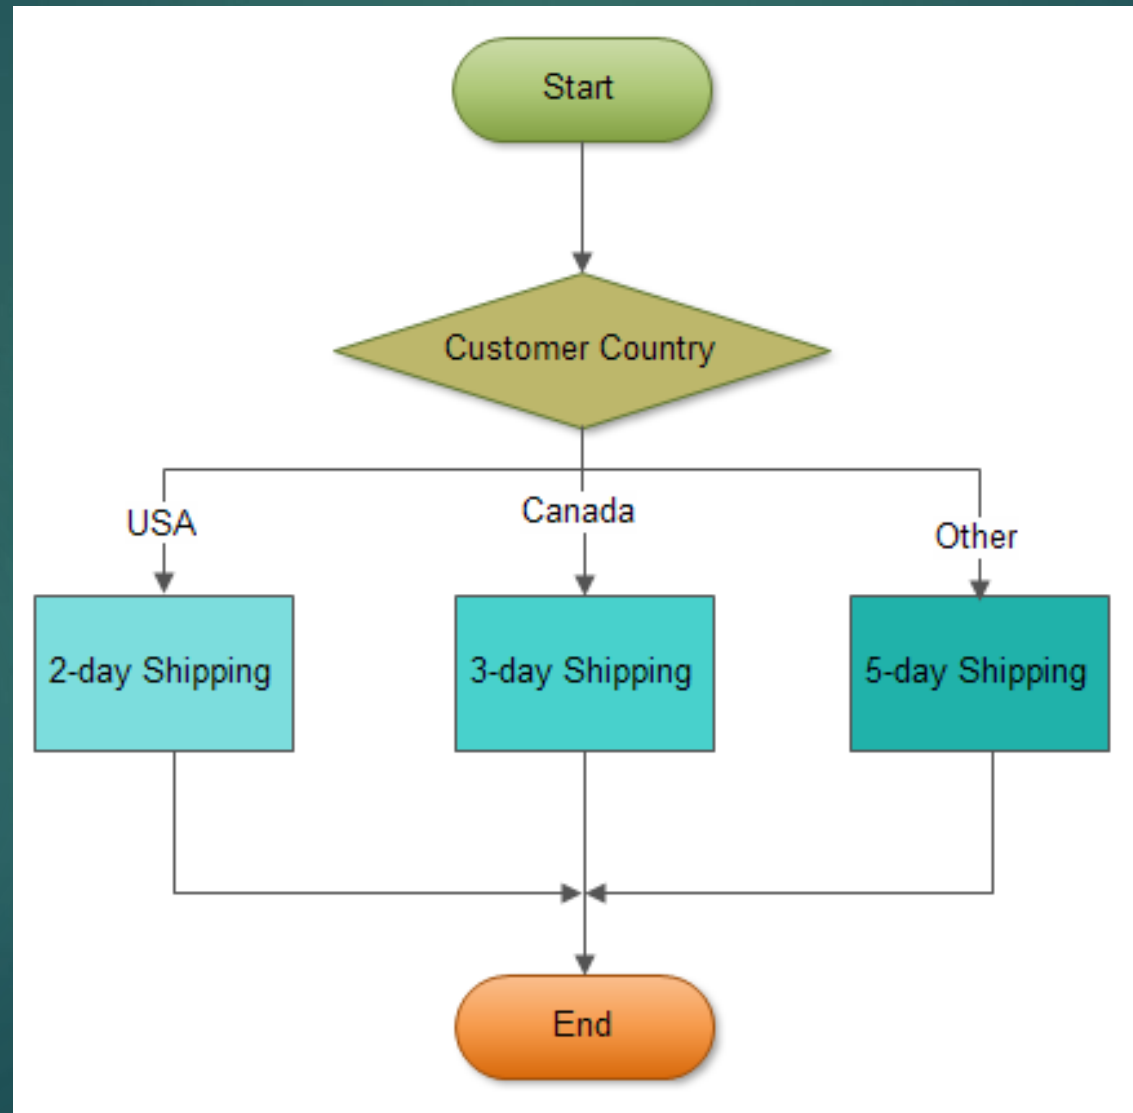 Start
Customer Country
USA
Canada
Other
2-day Shipping
3-day Shipping
5-day Shipping
End